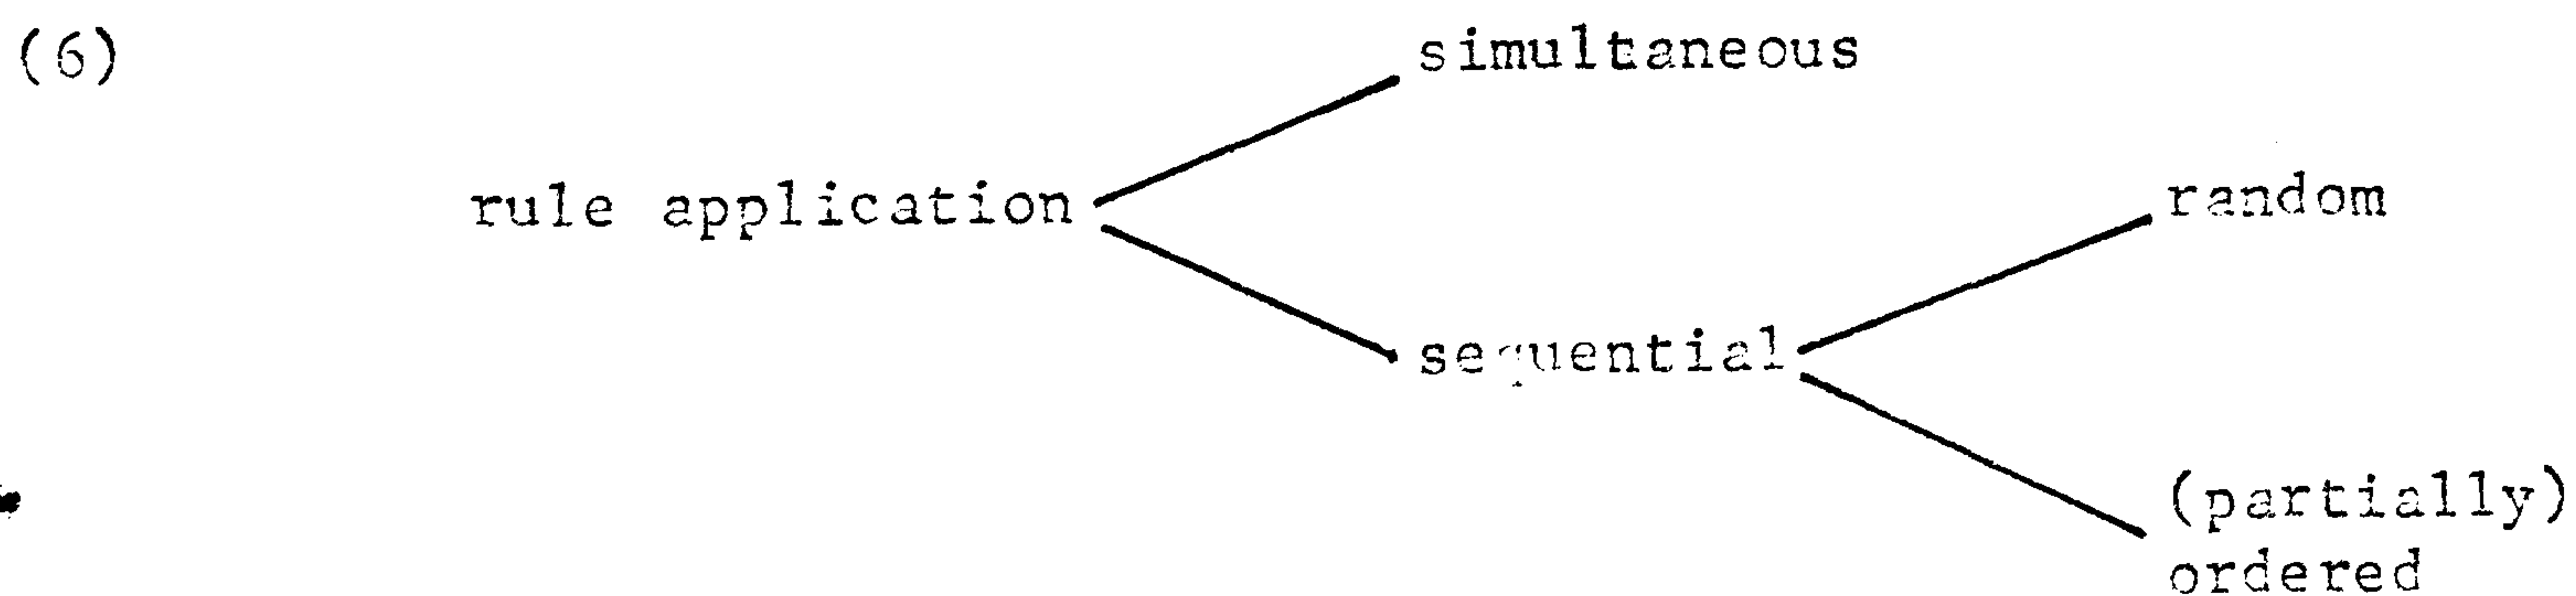 (6)
simultaneous
rule application
random
sequential
(partially)
ordered